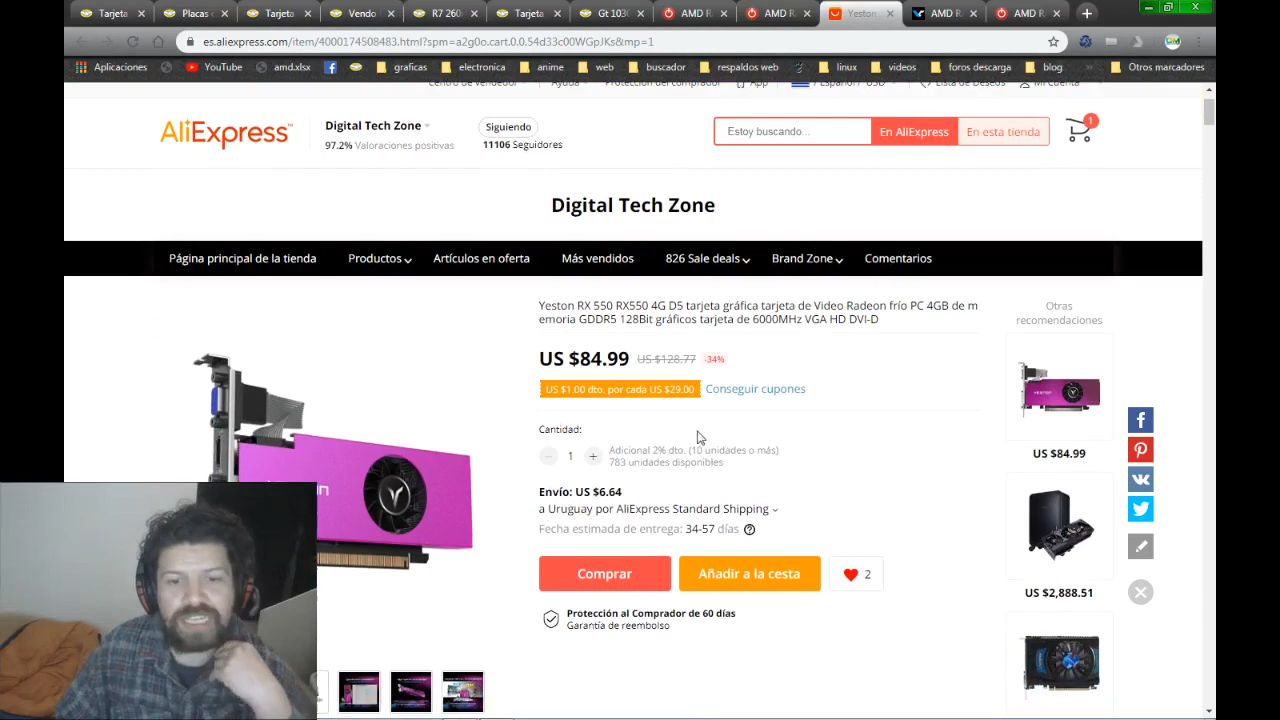 Tarjeta
Placas
Tarjeta
Vendo
R7 260
Tarjeta
Gt 103
AMD R
AMD R
Yeston
AMD R
AMD R
es.aliexpress.com/item/4000174508483.html?spm=a2g0o.cart.0.0.54d33c00WGpJKs&mp=1
Aplicaciones
YouTube
amd.xlsx
graficas
electronica
anime
web
buscador
respaldos web
linux
videos
foros descarga
blog
Otros marcadores
AliExpress
Digital Tech Zone
97.2% Valoraciones positivas
Siguiendo
11106 Seguidores
Estoy buscando...
En AliExpress
En esta tienda
1
Digital Tech Zone
Página principal de la tienda
Productos
Artículos en oferta
Más vendidos
826 Sale deals
Brand Zone
Comentarios
Yeston RX 550 RX550 4G D5 tarjeta gráfica tarjeta de Video Radeon frío PC 4GB de m
emoria GDDR5 128Bit gráficos tarjeta de 6000MHz VGA HD DVI-D
US $84.99 US $128.77 -34%
US $1.00 dto. por cada US $29.00 Conseguir cupones
Cantidad:
1
Adicional 2% dto. (10 unidades o más)
783 unidades disponibles
Envío: US $6.64
a Uruguay por AliExpress Standard Shipping
Fecha estimada de entrega: 34-57 días
Comprar
Añadir a la cesta
2
Protección al Comprador de 60 días
Garantía de reembolso
Otras
recomendaciones
US $84.99
US $2,888.51